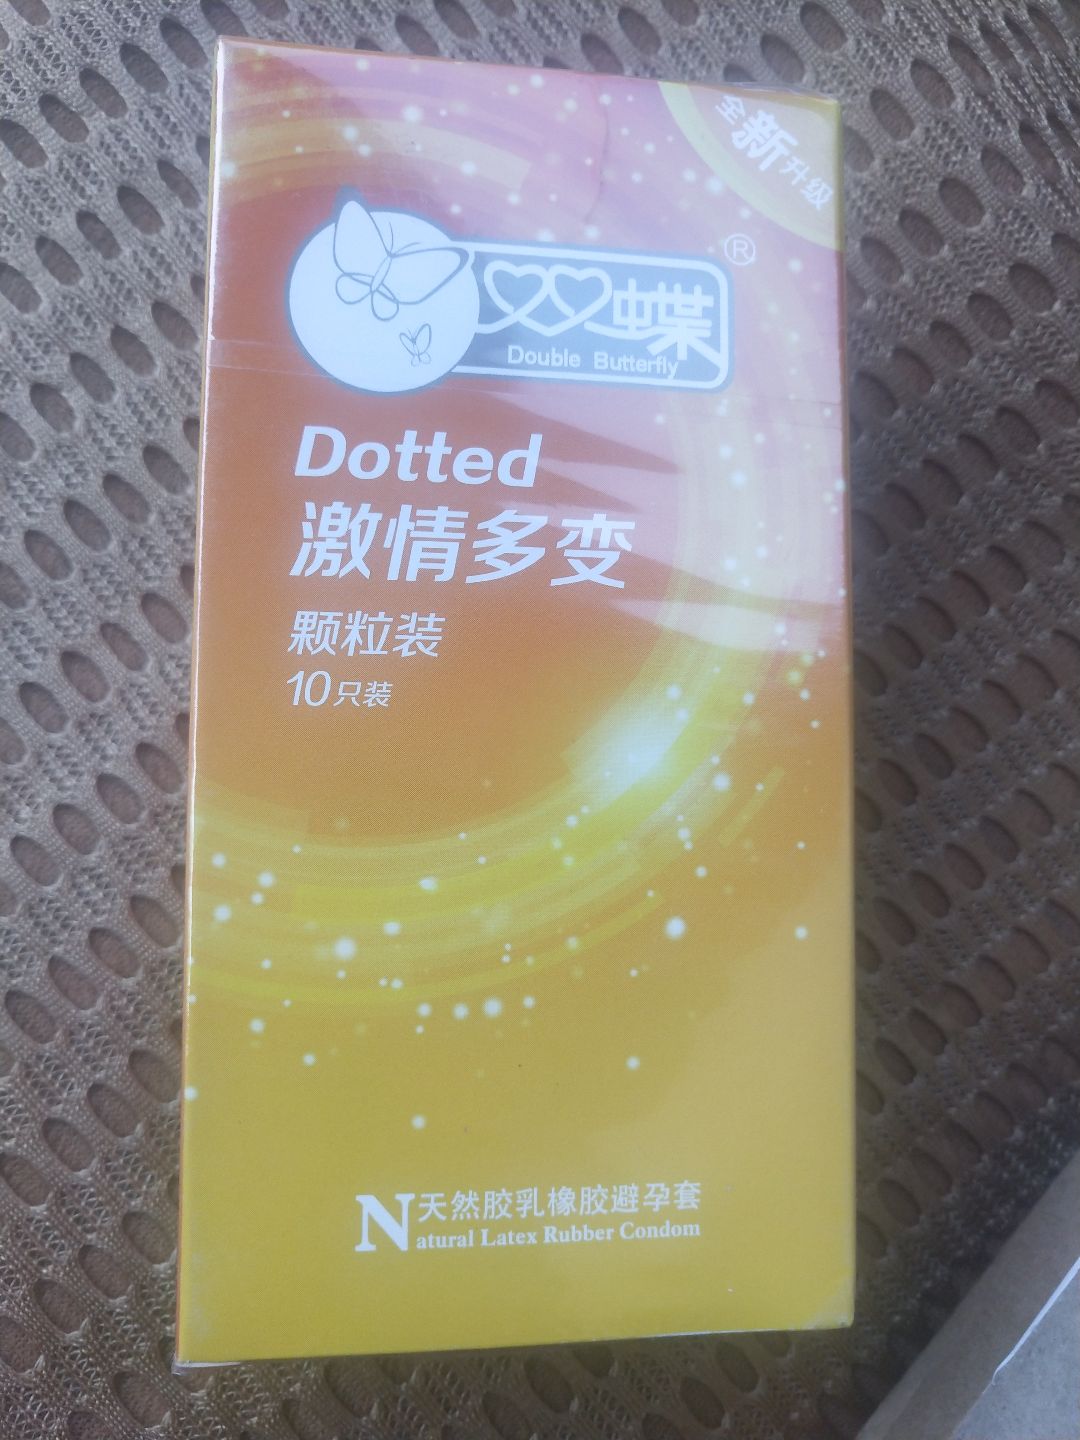 全新升级
双蝶®
Double Butterfly
Dotted
激情多变
颗粒装
10只装
天然胶乳橡胶避孕套
Natural Latex Rubber Condom